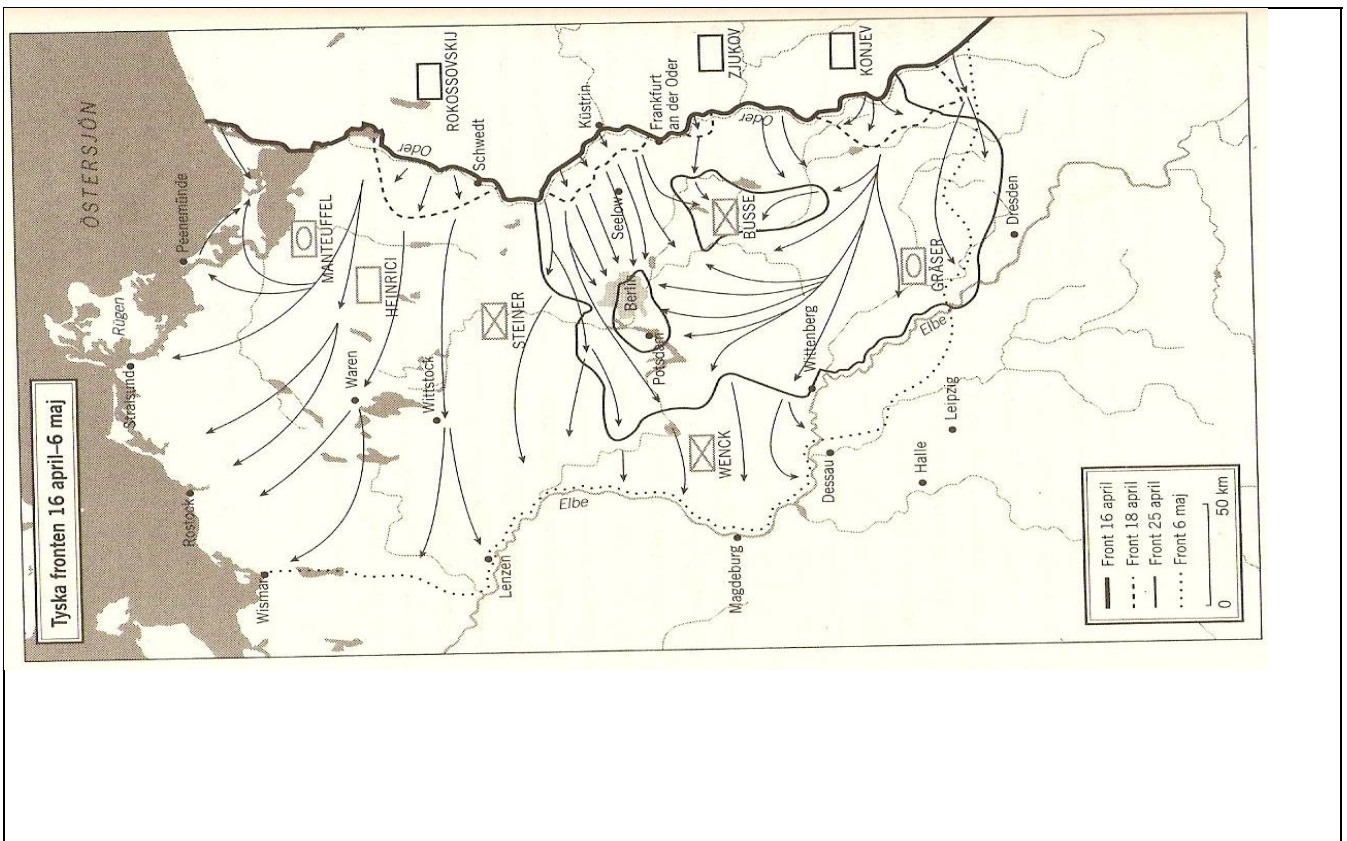 Tyska fronten 16 april–6 maj
ÖSTERSJÖN
Rügen
Peenemünde
Stralsund
Rostock
Wismar
MANTEUFFEL
HEINRICI
STEINER
ROKOSSOVSKIJ
Oder
Schwedt
Waren
Wittstock
Lenzen
Küstrin
Frankfurt
an der Oder
ZJUKOV
Oder
KONJEV
Seelow
Berlin
Potsdam
BUSSE
Elbe
WENCK
Magdeburg
Wittenberg
Dessau
GRÄSER
Elbe
Dresden
Leipzig
Halle
Front 16 april
Front 18 april
Front 25 april
Front 6 maj
0
50 km